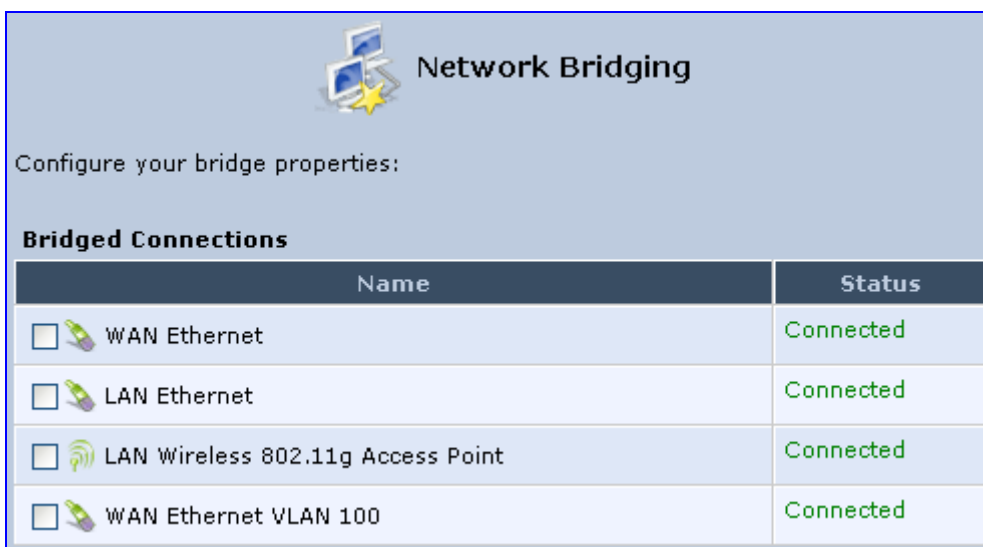 Network Bridging
Configure your bridge properties:
Bridged Connections
Name Status
WAN Ethernet Connected
LAN Ethernet Connected
LAN Wireless 802.11g Access Point Connected
WAN Ethernet VLAN 100 Connected